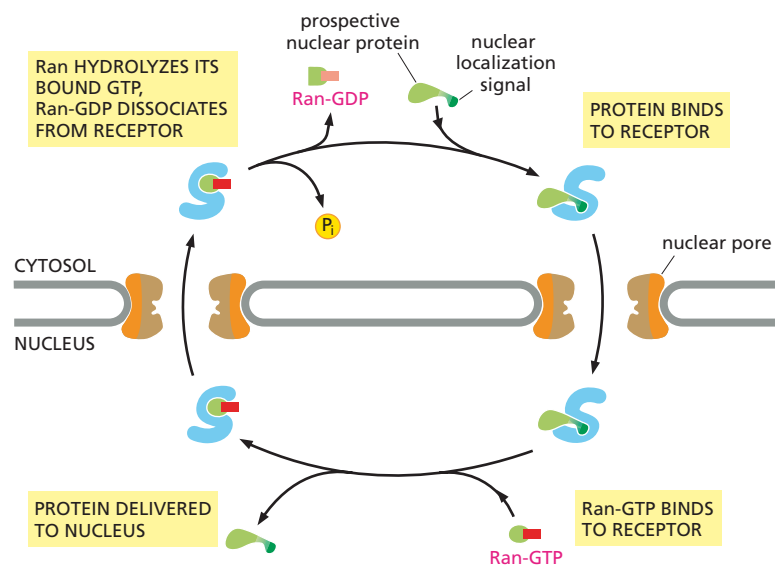 prospective
nuclear protein
nuclear
localization
signal
Ran HYDROLYZES ITS
BOUND GTP,
Ran-GDP DISSOCIATES
FROM RECEPTOR
Ran-GDP
PROTEIN BINDS
TO RECEPTOR
Pi
nuclear pore
CYTOSOL
NUCLEUS
PROTEIN DELIVERED
TO NUCLEUS
Ran-GTP BINDS
TO RECEPTOR
Ran-GTP